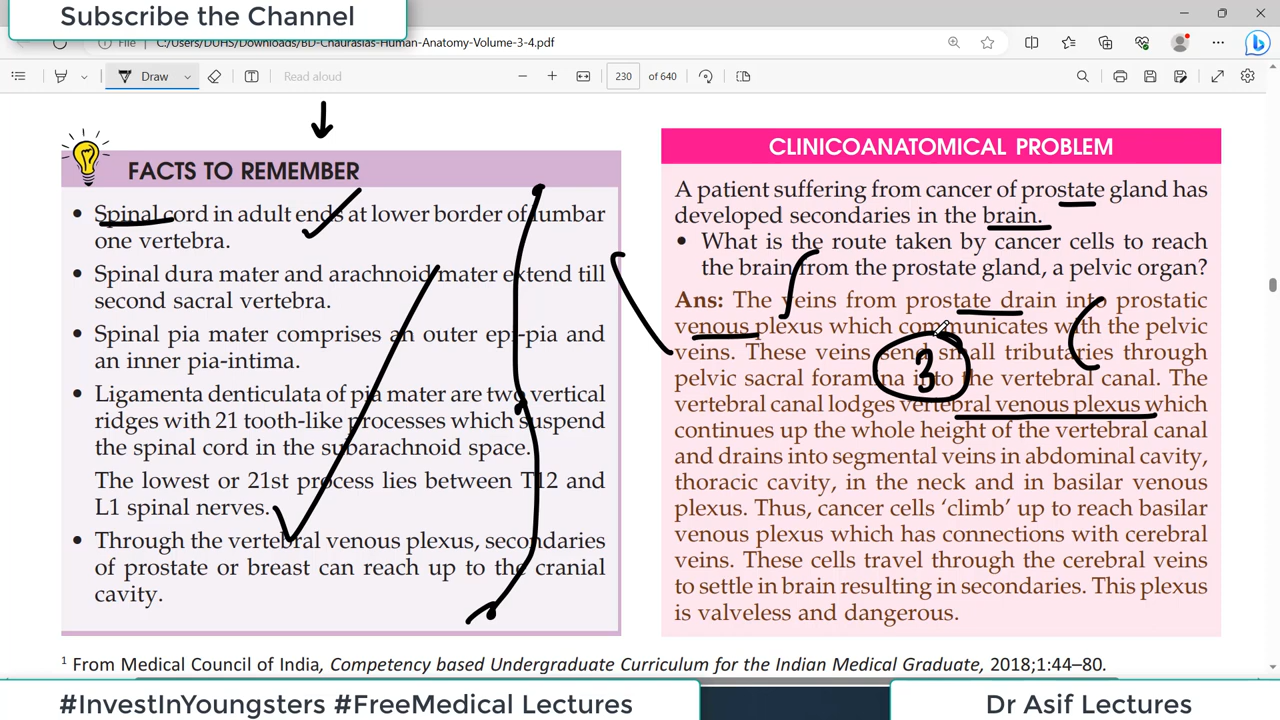 Subscribe the Channel
File C:/Users/DUHS/Downloads/BD-Chaurasias-Human-Anatomy-Volume-3-4.pdf
Draw Read aloud 230 of 640
FACTS TO REMEMBER
• Spinal cord in adult ends at lower border of lumbar
one vertebra.
• Spinal dura mater and arachnoid mater extend till
second sacral vertebra.
• Spinal pia mater comprises an outer epi-pia and
an inner pia-intima.
• Ligamenta denticulata of pia mater are two vertical
ridges with 21 tooth-like processes which suspend
the spinal cord in the subarachnoid space.
The lowest or 21st process lies between T12 and
L1 spinal nerves.
• Through the vertebral venous plexus, secondaries
of prostate or breast can reach up to the cranial
cavity.
CLINICOANATOMICAL PROBLEM
A patient suffering from cancer of prostate gland has
developed secondaries in the brain.
• What is the route taken by cancer cells to reach
the brain from the prostate gland, a pelvic organ?
Ans: The veins from prostate drain into prostatic
venous plexus which communicates with the pelvic
veins. These veins send small tributaries through
3
pelvic sacral foramina into the vertebral canal. The
vertebral canal lodges vertebral venous plexus which
continues up the whole height of the vertebral canal
and drains into segmental veins in abdominal cavity,
thoracic cavity, in the neck and in basilar venous
plexus. Thus, cancer cells ‘climb’ up to reach basilar
venous plexus which has connections with cerebral
veins. These cells travel through the cerebral veins
to settle in brain resulting in secondaries. This plexus
is valveless and dangerous.
1 From Medical Council of India, Competency based Undergraduate Curriculum for the Indian Medical Graduate, 2018;1:44–80.
#InvestInYoungsters #FreeMedical Lectures
Dr Asif Lectures